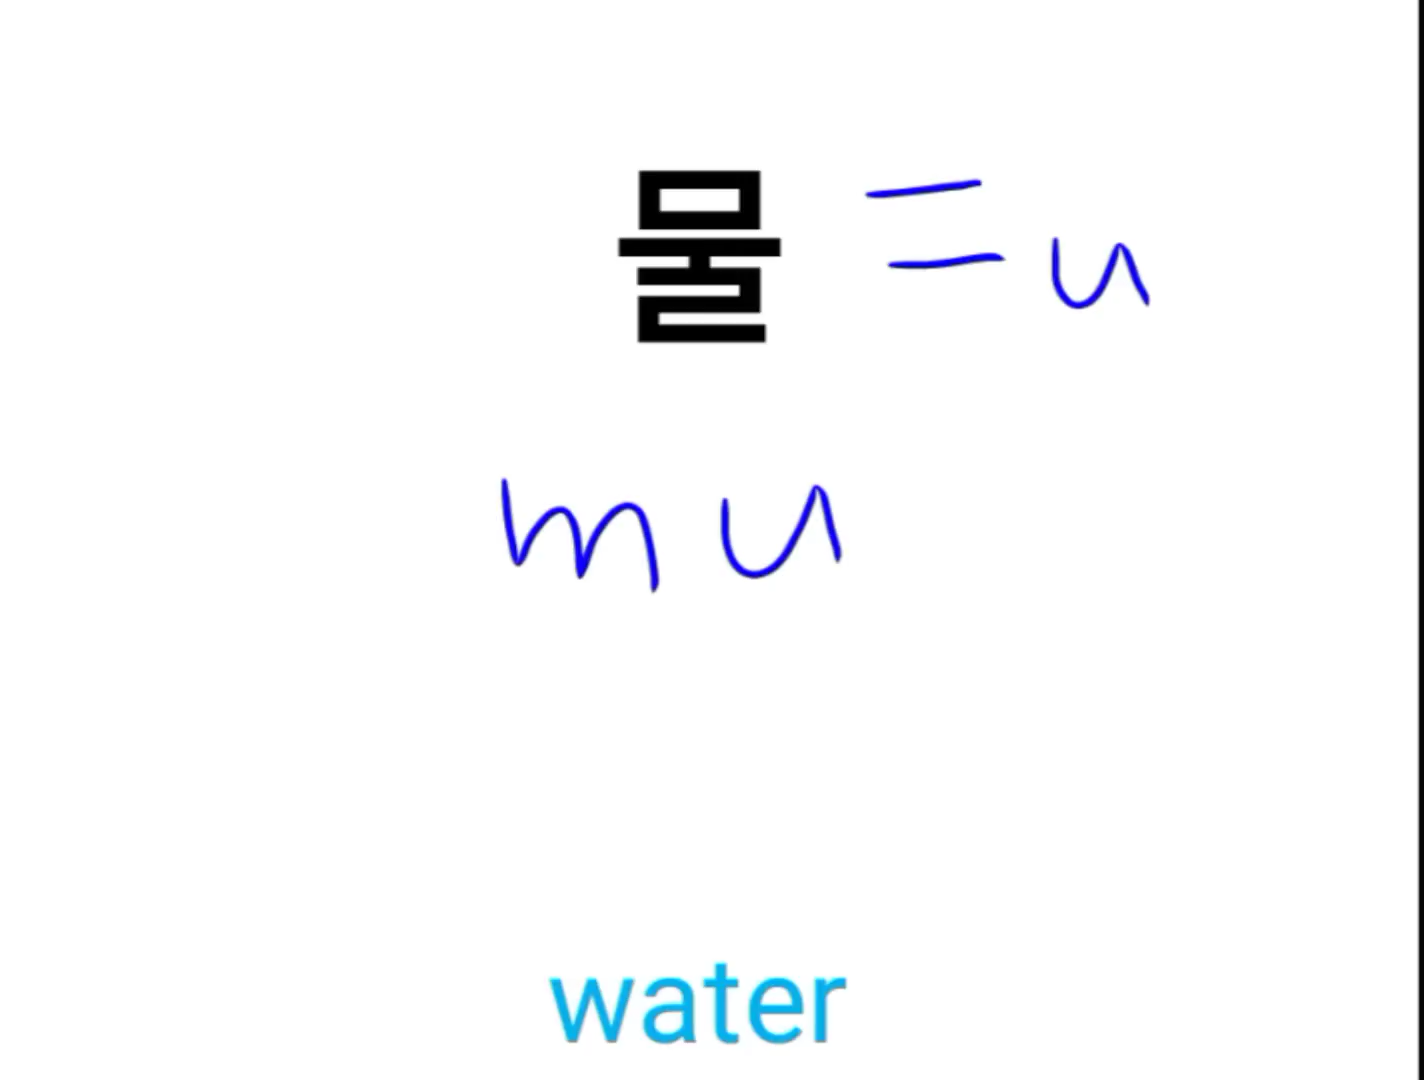 물 = u
mu
water